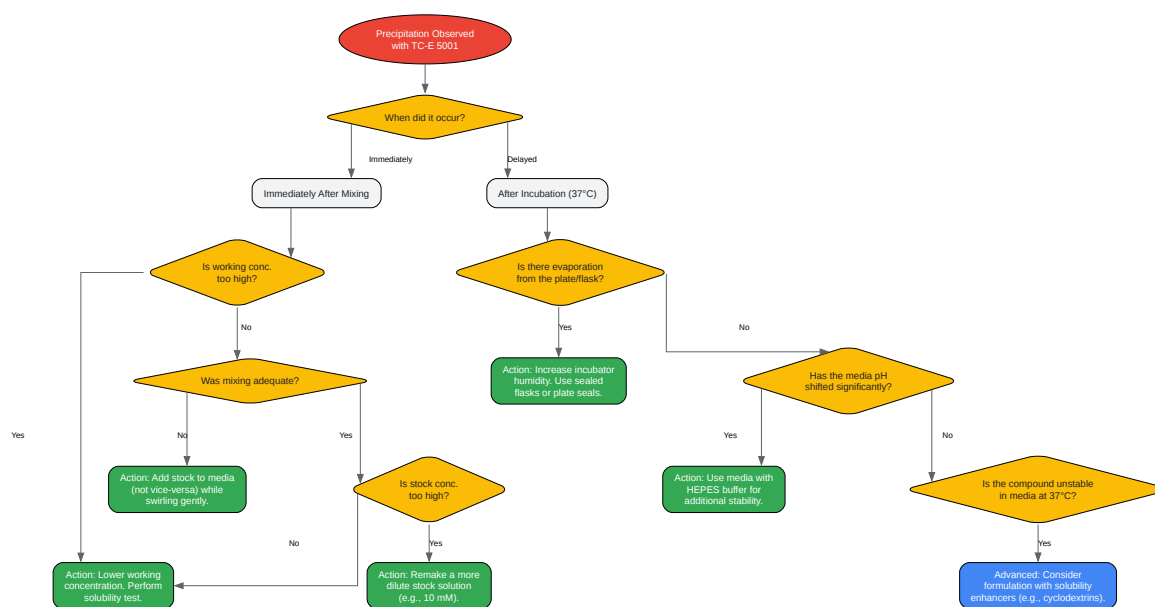 Precipitation Observed
with TC-E 5001
When did it occur?
Immediately
Delayed
Immediately After Mixing
After Incubation (37°C)
Is working conc.
too high?
Is there evaporation
from the plate/flask?
No
Yes
No
Was mixing adequate?
Action: Increase incubator
humidity. Use sealed
flasks or plate seals.
Has the media pH
shifted significantly?
Yes
No
Yes
Yes
No
Action: Add stock to media
(not vice-versa) while
swirling gently.
Is stock conc.
too high?
Action: Use media with
HEPES buffer for
additional stability.
Is the compound unstable
in media at 37°C?
No
Yes
Yes
Action: Lower working
concentration. Perform
solubility test.
Action: Remake a more
dilute stock solution
(e.g., 10 mM).
Advanced: Consider
formulation with solubility
enhancers (e.g., cyclodextrins).